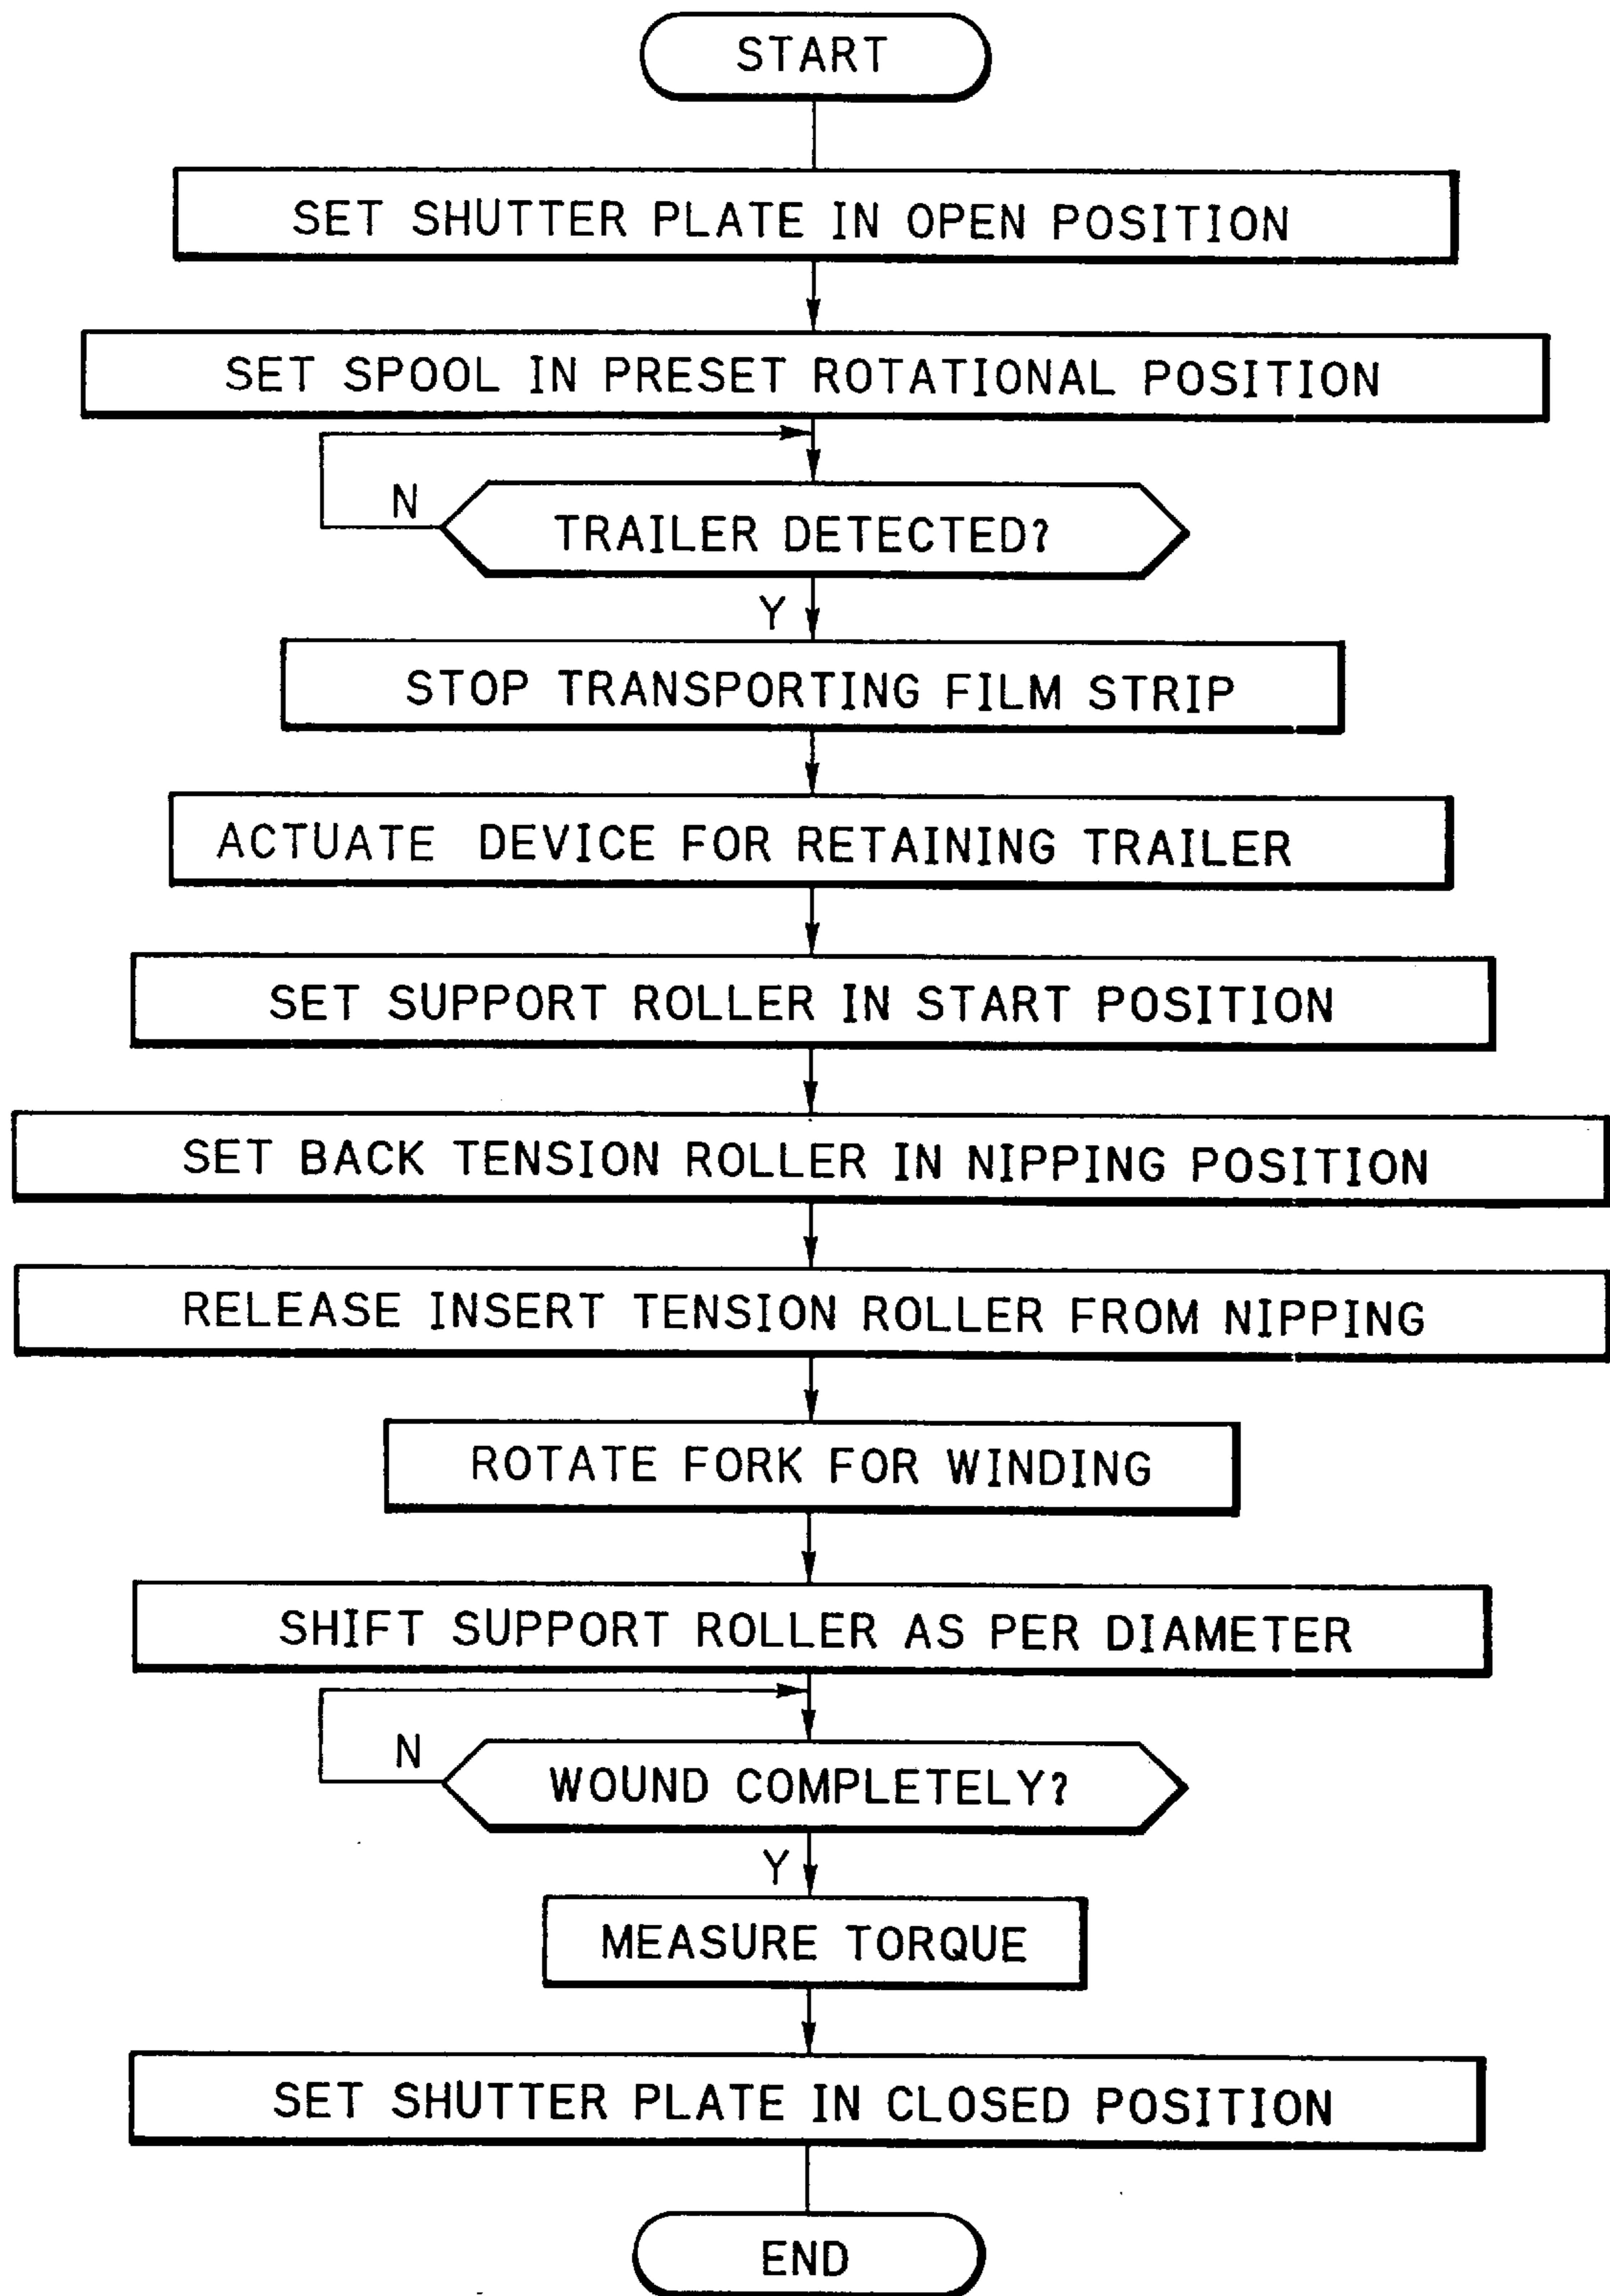 START
SET SHUTTER PLATE IN OPEN POSITION
SET SPOOL IN PRESET ROTATIONAL POSITION
N
TRAILER DETECTED?
Y
STOP TRANSPORTING FILM STRIP
ACTUATE DEVICE FOR RETAINING TRAILER
SET SUPPORT ROLLER IN START POSITION
SET BACK TENSION ROLLER IN NIPPING POSITION
RELEASE INSERT TENSION ROLLER FROM NIPPING
ROTATE FORK FOR WINDING
SHIFT SUPPORT ROLLER AS PER DIAMETER
N
WOUND COMPLETELY?
Y
MEASURE TORQUE
SET SHUTTER PLATE IN CLOSED POSITION
END